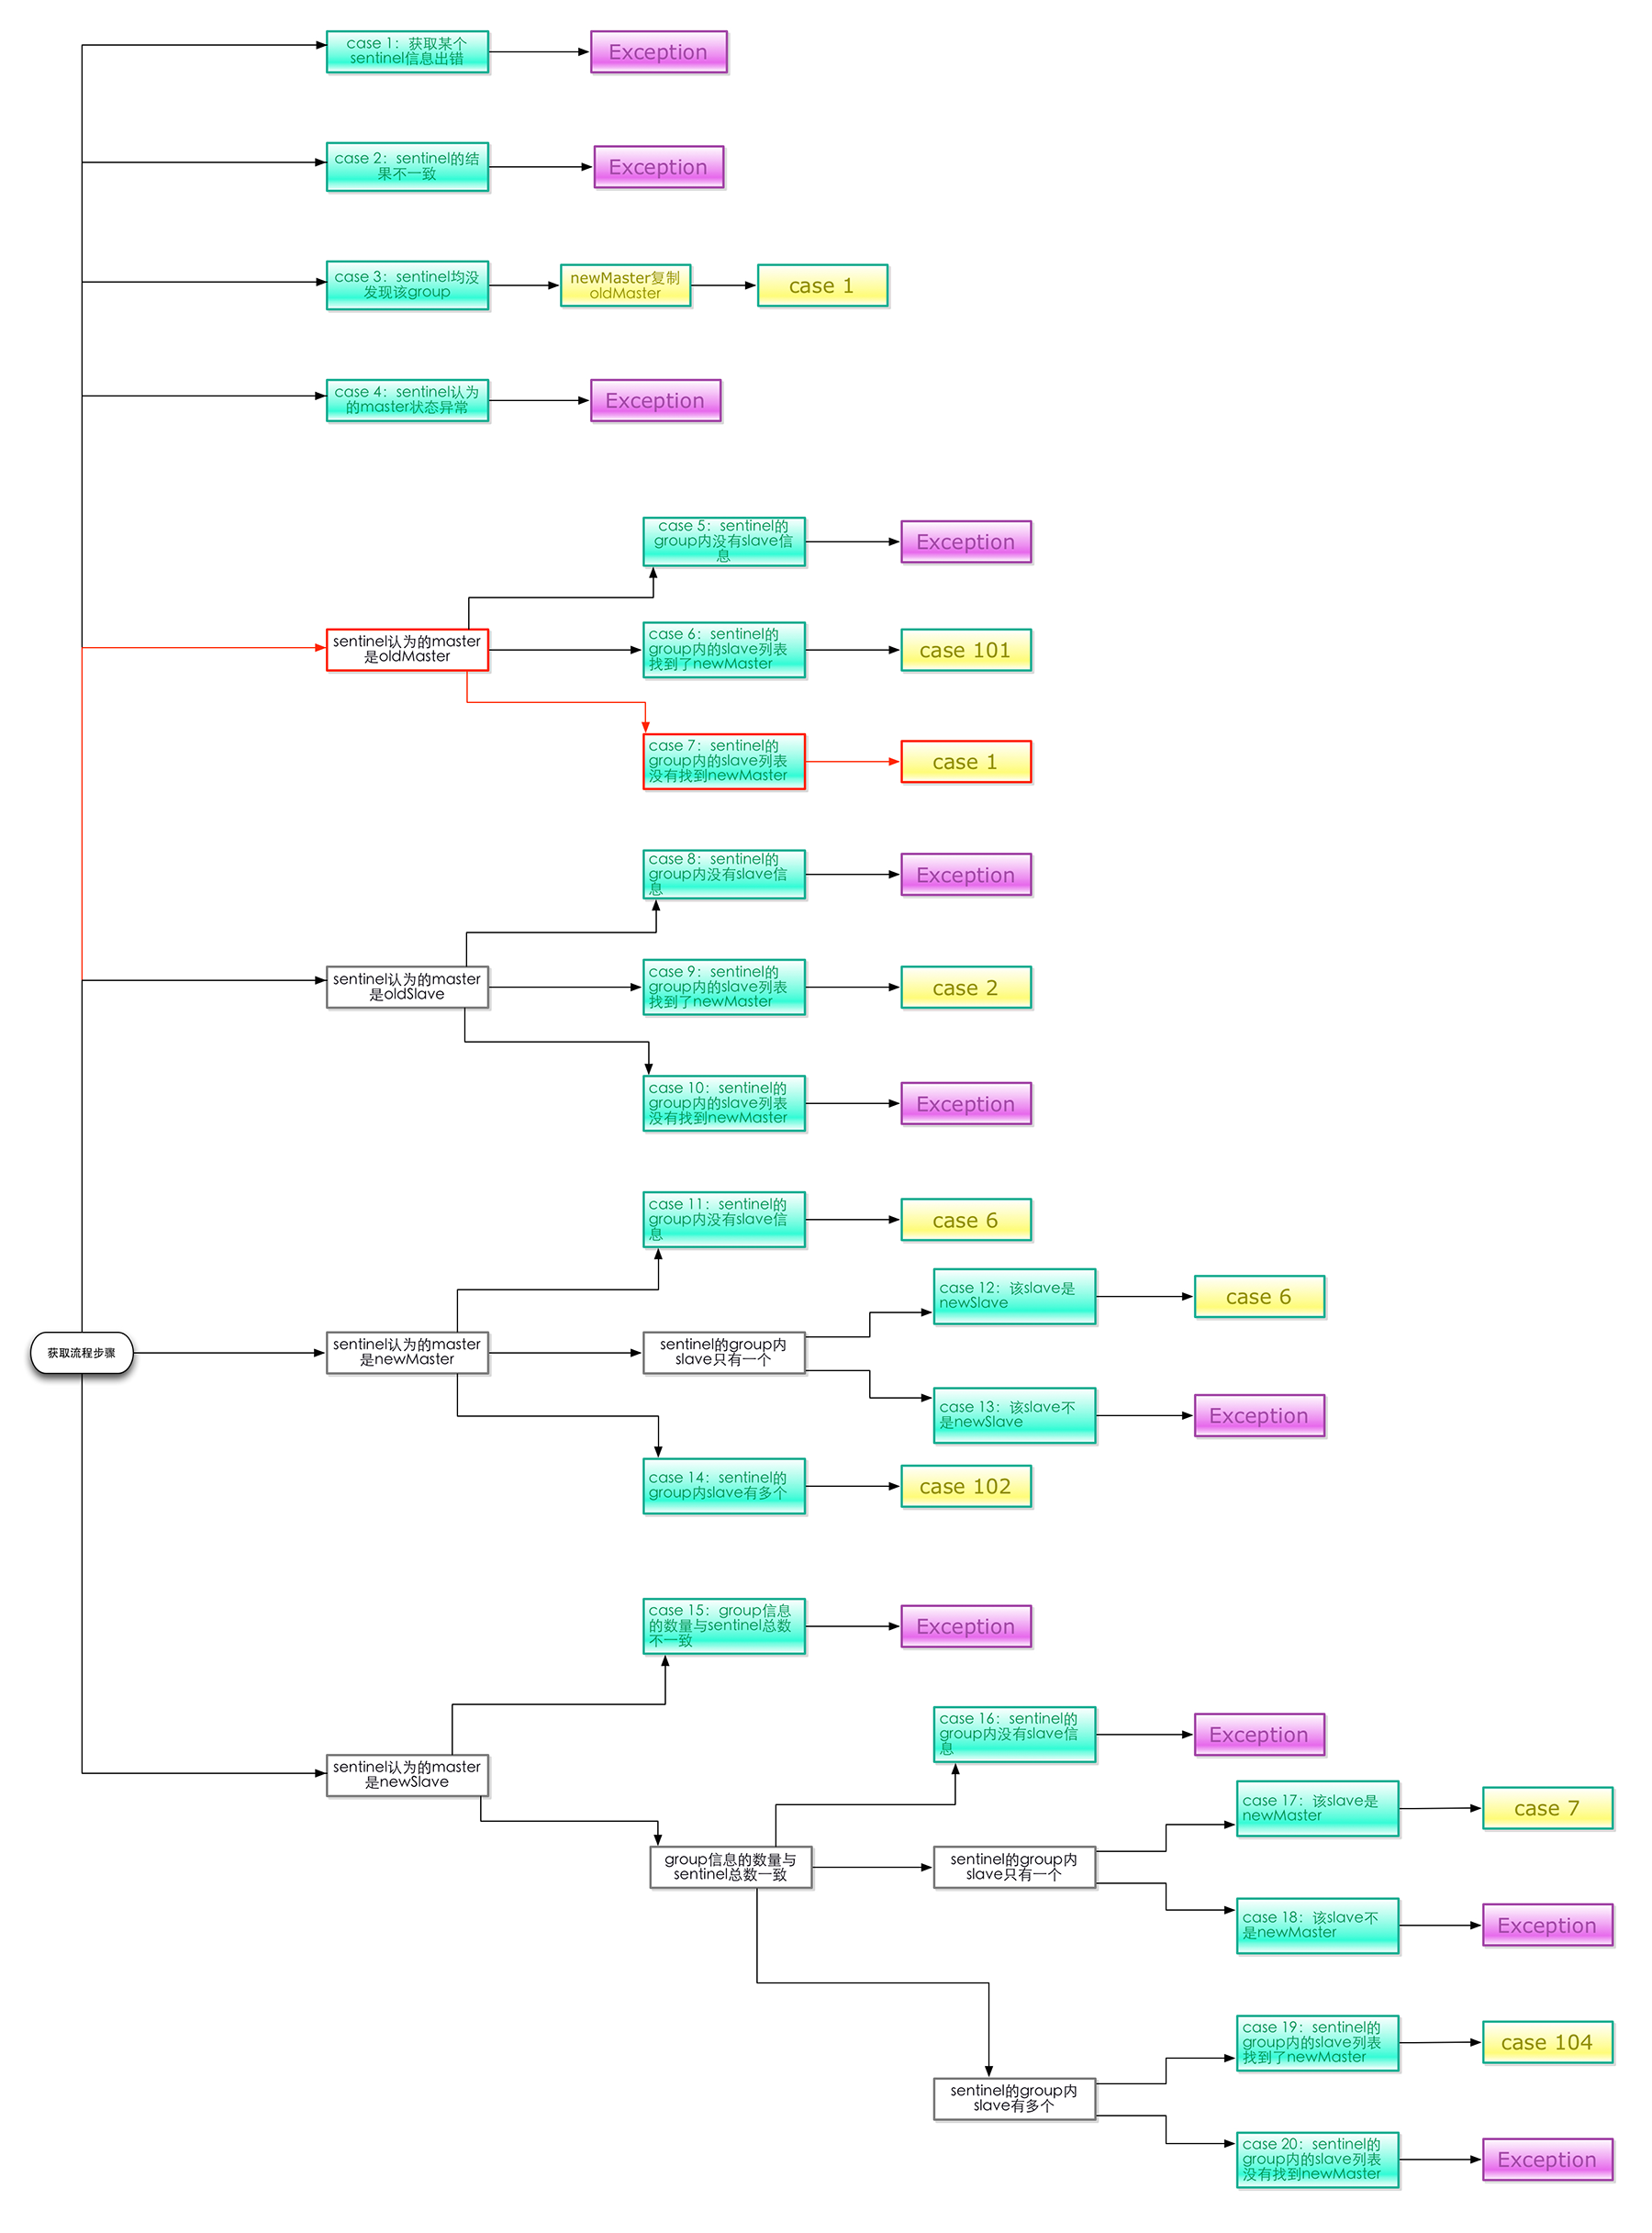 case 1：获取某个
sentinel信息出错
Exception
case 2：sentinel的结
果不一致
Exception
case 3：sentinel均没
发现该group
newMaster复制
oldMaster
case 1
case 4：sentinel认为
的master状态异常
Exception
case 5：sentinel的
group内没有slave信
息
Exception
sentinel认为的master
是oldMaster
case 6：sentinel的
group内的slave列表
找到了newMaster
case 101
case 7：sentinel的
group内的slave列表
没有找到newMaster
case 1
case 8：sentinel的
group内没有slave信
息
Exception
sentinel认为的master
是oldSlave
case 9：sentinel的
group内的slave列表
找到了newMaster
case 2
case 10：sentinel的
group内的slave列表
没有找到newMaster
Exception
case 11：sentinel的
group内没有slave信
息
case 6
case 12：该slave是
newSlave
case 6
获取流程步骤
sentinel认为的master
是newMaster
sentinel的group内
slave只有一个
case 13：该slave不
是newSlave
Exception
case 14：sentinel的
group内slave有多个
case 102
case 15：group信息
的数量与sentinel总数
不一致
Exception
case 16：sentinel的
group内没有slave信
息
Exception
sentinel认为的master
是newSlave
case 17：该slave是
newMaster
case 7
group信息的数量与
sentinel总数一致
sentinel的group内
slave只有一个
case 18：该slave不
是newMaster
Exception
case 19：sentinel的
group内的slave列表
找到了newMaster
case 104
sentinel的group内
slave有多个
case 20：sentinel的
group内的slave列表
没有找到newMaster
Exception